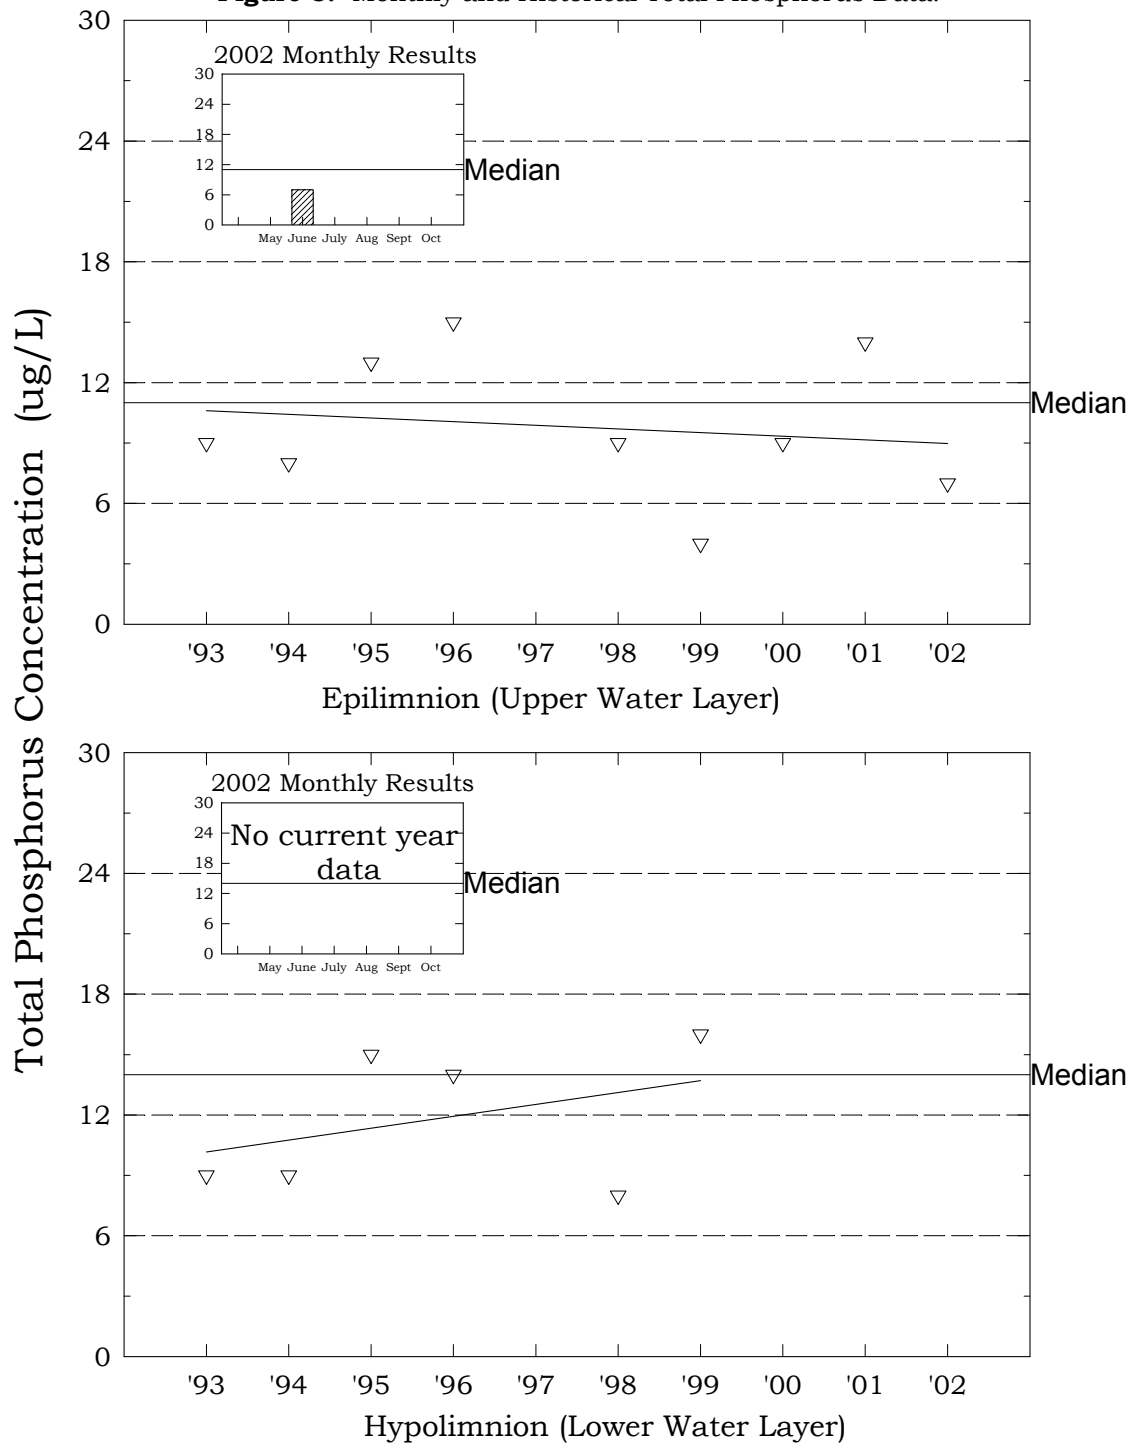 Figure 3. Monthly and Historical Total Phosphorus Data.
Total Phosphorus Concentration (ug/L)
30
24
18
12
6
0
2002 Monthly Results
30
24
18
12
6
0
May June July Aug Sept Oct
Median
Median
'93 '94 '95 '96 '97 '98 '99 '00 '01 '02
Epilimnion (Upper Water Layer)
30
24
18
12
6
0
2002 Monthly Results
30
24
18
12
6
0
No current year
data
May June July Aug Sept Oct
Median
Median
'93 '94 '95 '96 '97 '98 '99 '00 '01 '02
Hypolimnion (Lower Water Layer)